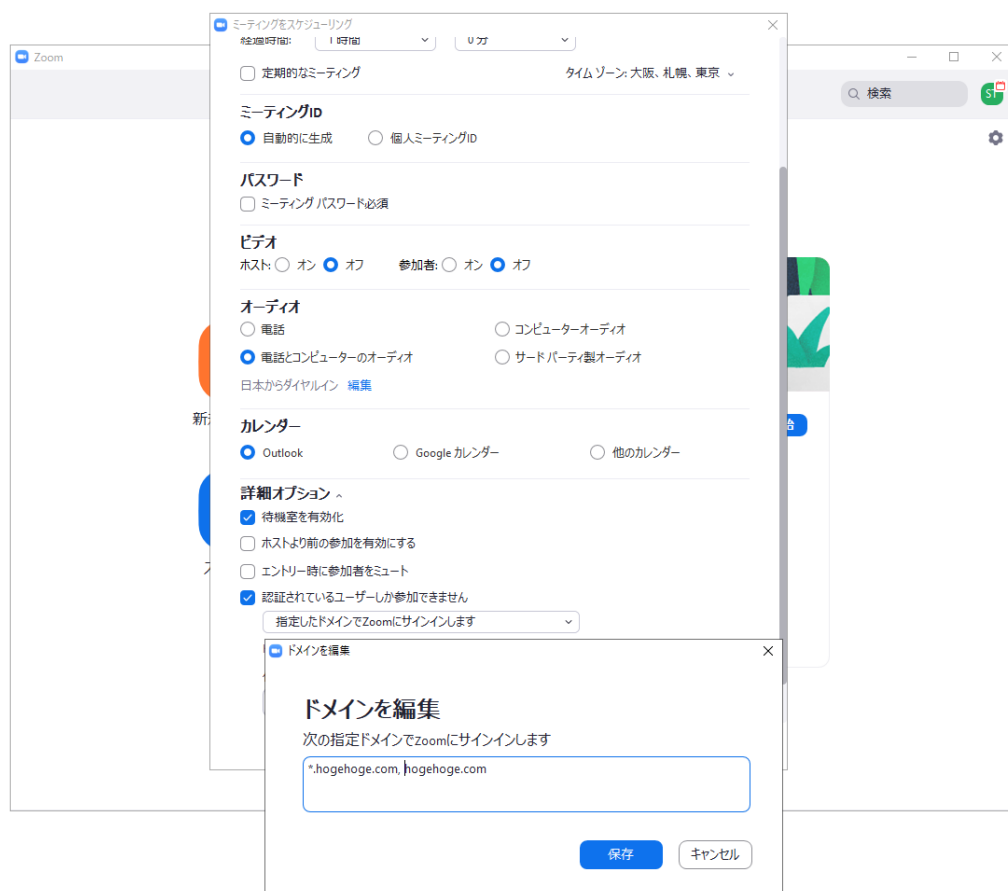 ミーティングをスケジューリング
経過時間: 1 時間 0 分
Zoom
定期的なミーティング タイム ゾーン: 大阪、札幌、東京
検索
ST
ミーティングID
自動的に生成 個人ミーティングID
パスワード
ミーティング パスワード必須
ビデオ
ホスト: オン オフ 参加者: オン オフ
オーディオ
電話 コンピューターオーディオ
電話とコンピューターのオーディオ サードパーティ製オーディオ
日本からダイヤルイン 編集
新
カレンダー
Outlook Google カレンダー 他のカレンダー
詳細オプション
待機室を有効化
ホストより前の参加を有効にする
エントリー時に参加者をミュート
認証されているユーザーしか参加できません
指定したドメインでZoomにサインインします
ドメインを編集
ドメインを編集
次の指定ドメインでZoomにサインインします
*.hogehoge.com, hogehoge.com
保存 キャンセル